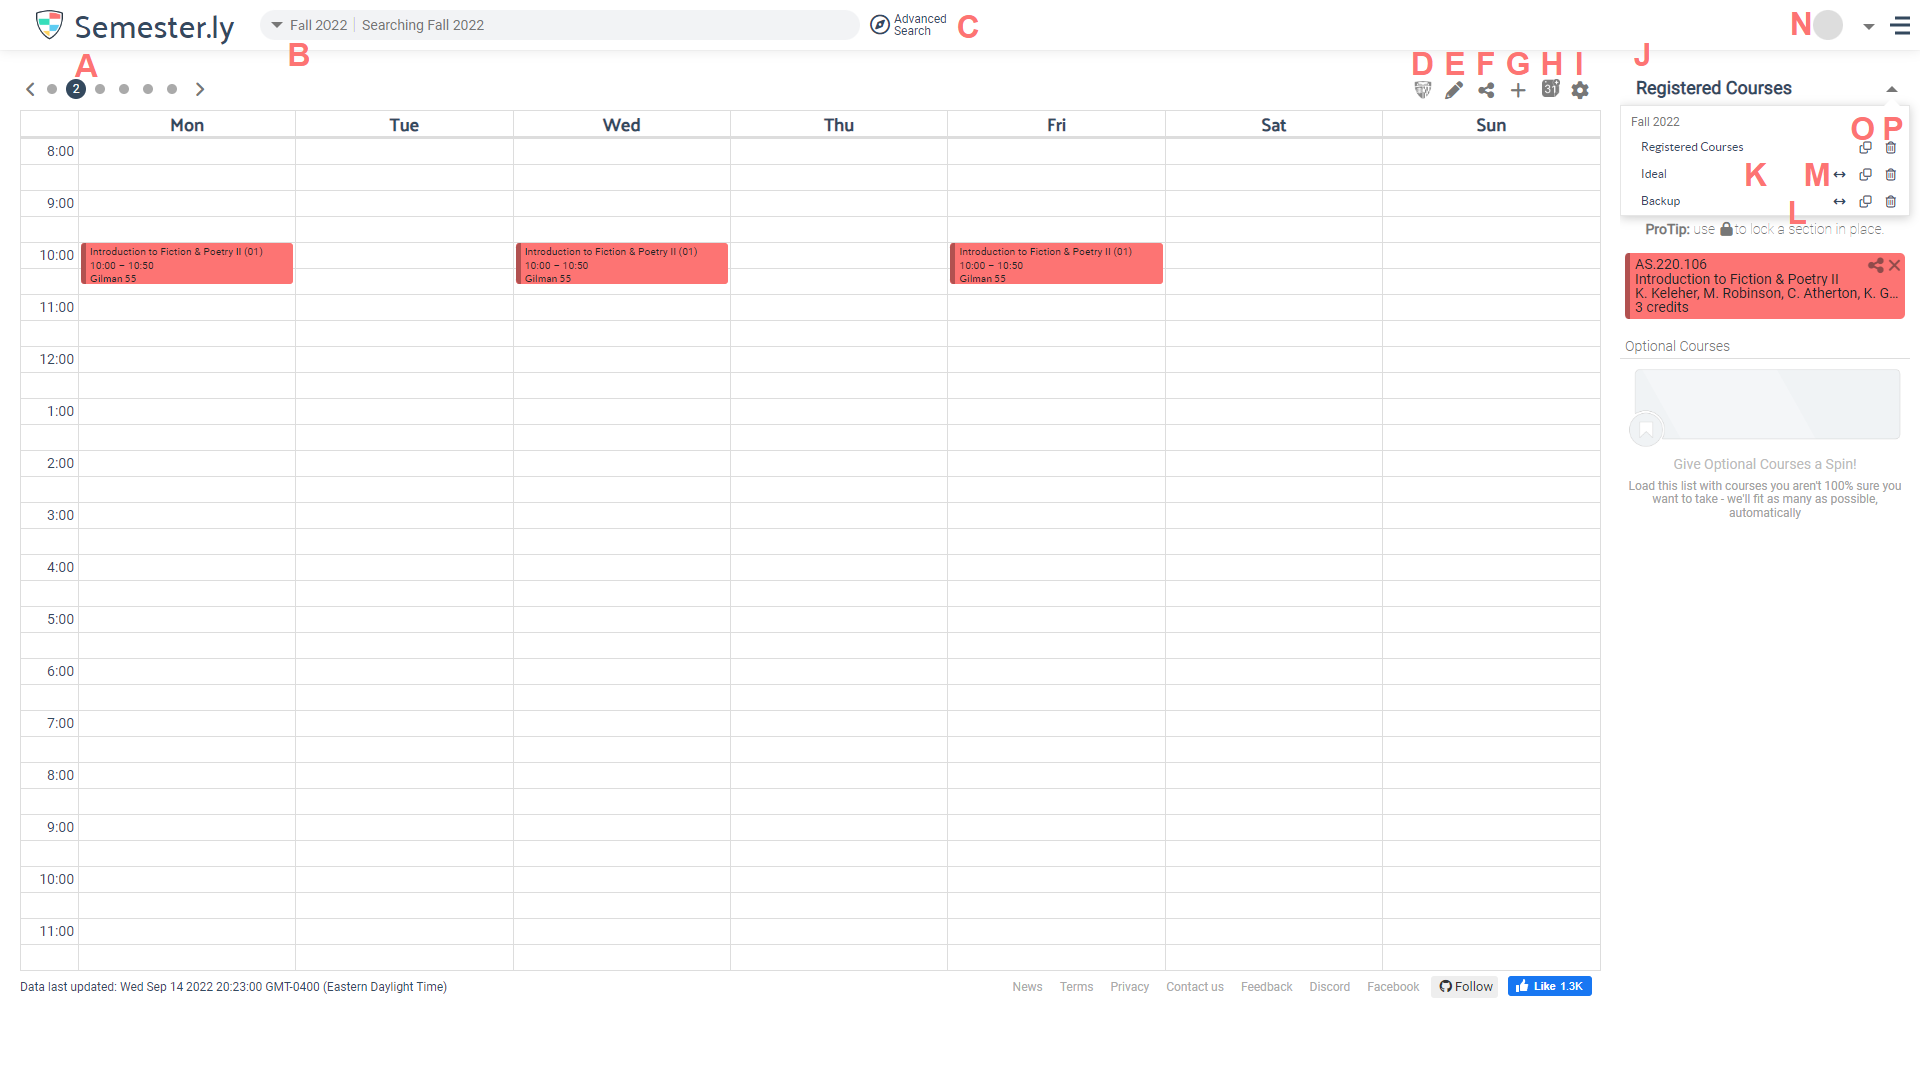 Semester.ly
Fall 2022 Searching Fall 2022
Advanced
Search
C
N
A
B
D E F G H I
J
2
31
Registered Courses
Mon Tue Wed Thu Fri Sat Sun
Fall 2022
O P
Registered Courses
Ideal
K
M
Backup
L
ProTip: use to lock a section in place.
8:00
9:00
10:00
11:00
12:00
1:00
2:00
3:00
4:00
5:00
6:00
7:00
8:00
9:00
10:00
11:00
Introduction to Fiction & Poetry II (01)
10:00 – 10:50
Gilman 55
Introduction to Fiction & Poetry II (01)
10:00 – 10:50
Gilman 55
Introduction to Fiction & Poetry II (01)
10:00 – 10:50
Gilman 55
AS.220.106
Introduction to Fiction & Poetry II
K. Keleher, M. Robinson, C. Atherton, K. G...
3 credits
Optional Courses
Give Optional Courses a Spin!
Load this list with courses you aren't 100% sure you
want to take - we'll fit as many as possible,
automatically
Data last updated: Wed Sep 14 2022 20:23:00 GMT-0400 (Eastern Daylight Time)
News Terms Privacy Contact us Feedback Discord Facebook Follow Like 1.3K